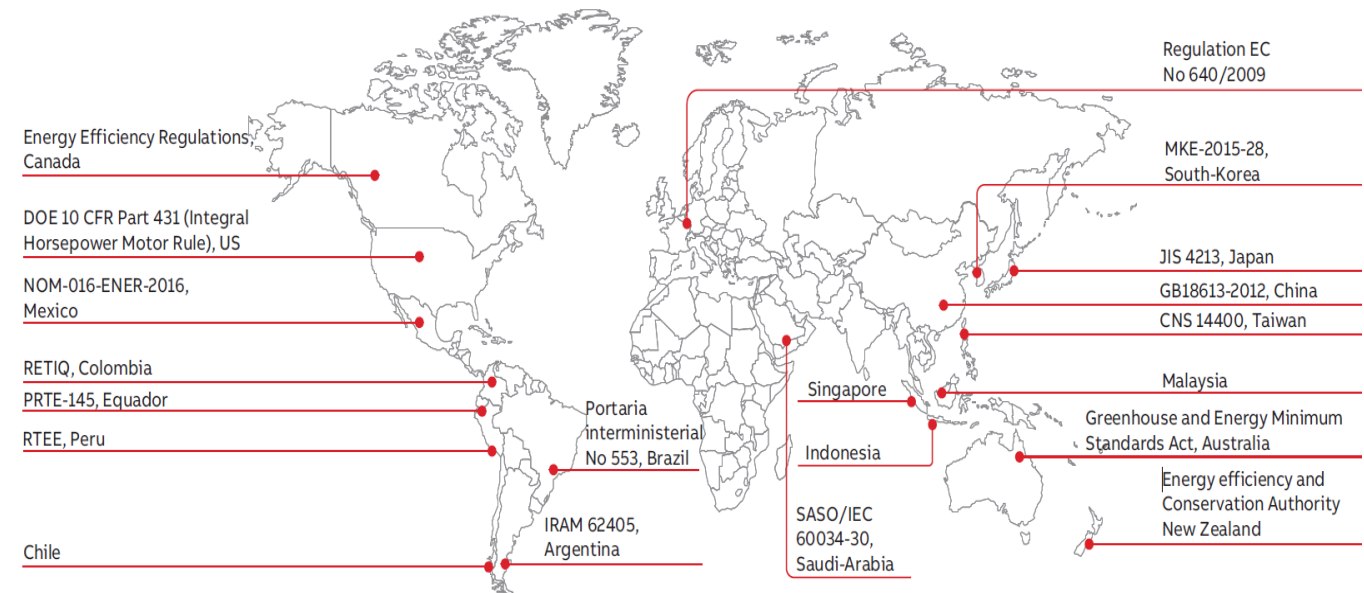 Energy Efficiency Regulations,
Canada
DOE 10 CFR Part 431 (Integral
Horsepower Motor Rule), US
NOM-016-ENER-2016,
Mexico
RETIQ, Colombia
PRTE-145, Equador
RTEE, Peru
Chile
Portaria
interministerial
No 553, Brazil
IRAM 62405,
Argentina
Regulation EC
No 640/2009
MKE-2015-28,
South-Korea
JIS 4213, Japan
GB18613-2012, China
CNS 14400, Taiwan
Singapore
Malaysia
Indonesia
Greenhouse and Energy Minimum
Standards Act, Australia
SASO/IEC
60034-30,
Saudi-Arabia
Energy efficiency and
Conservation Authority
New Zealand